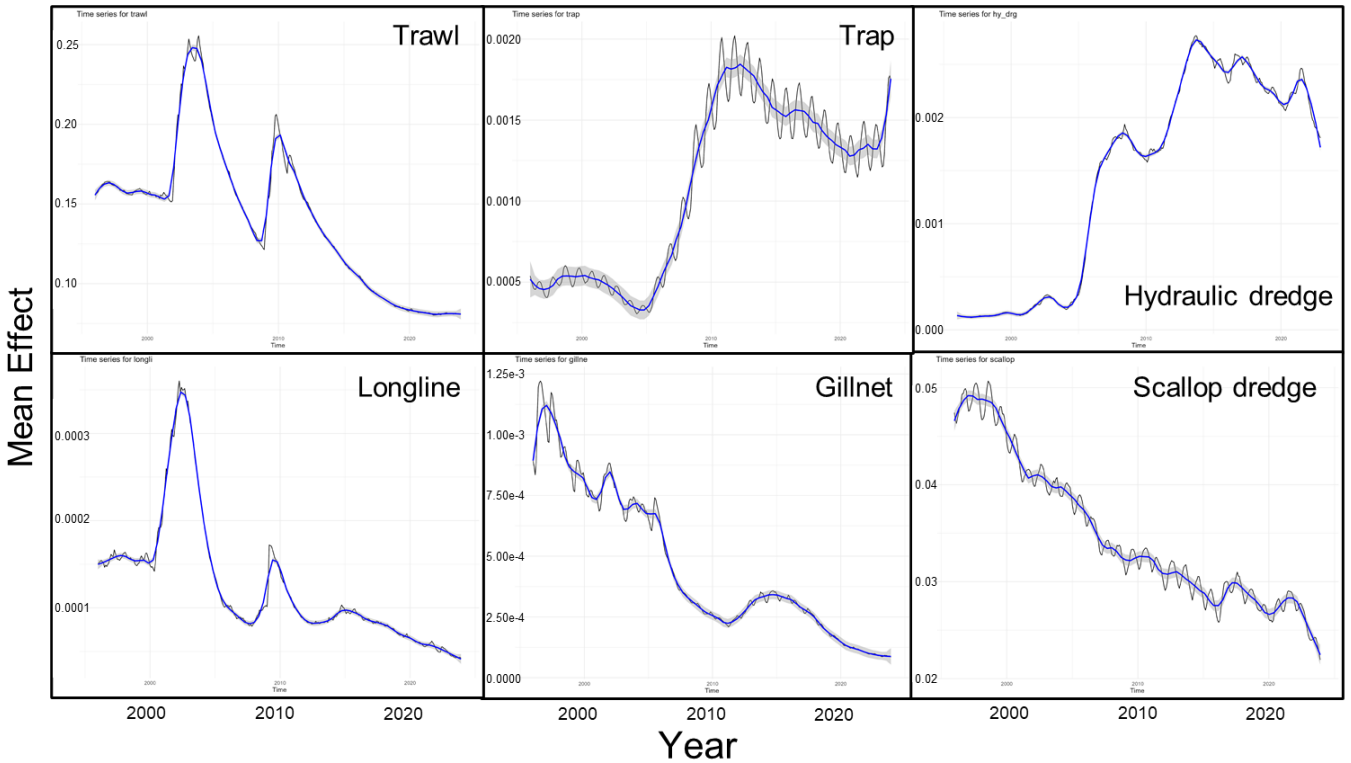 Time series for trawl
Trawl
0.25
0.20
0.15
0.10
2000
2010
2020
Time
Time series for trap
Trap
0.0020
0.0015
0.0010
0.0005
2000
2010
2020
Time
Time series for hy_drg
Hydraulic dredge
0.002
0.001
0.000
2000
2010
2020
Time
Mean Effect
Time series for longli
Longline
0.0003
0.0002
0.0001
2000
2010
2020
Time
Time series for gillne
Gillnet
1.25e-3
1.00e-3
7.50e-4
5.00e-4
2.50e-4
0.0000
2000
2010
2020
Time
Time series for scallop
Scallop dredge
0.05
0.04
0.03
0.02
2000
2010
2020
Time
2000 2010 2020 2000 2010 2020 2000 2010 2020
Year